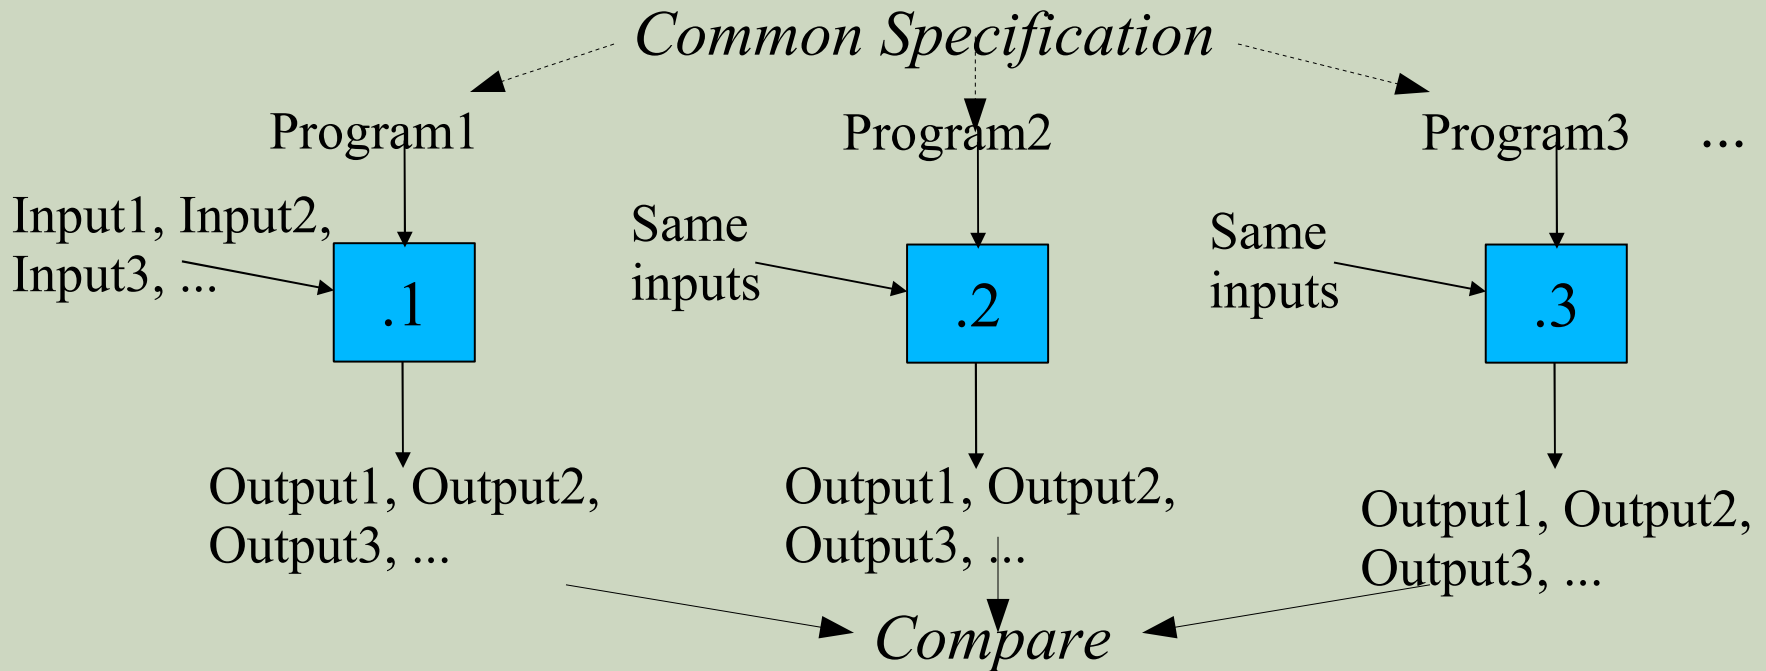 Common Specification
Program1
Program2
Program3 ...
Input1, Input2,
Input3, ...
Same
inputs
Same
inputs
.1
.2
.3
Output1, Output2,
Output3, ...
Output1, Output2,
Output3, ...
Output1, Output2,
Output3, ...
Compare